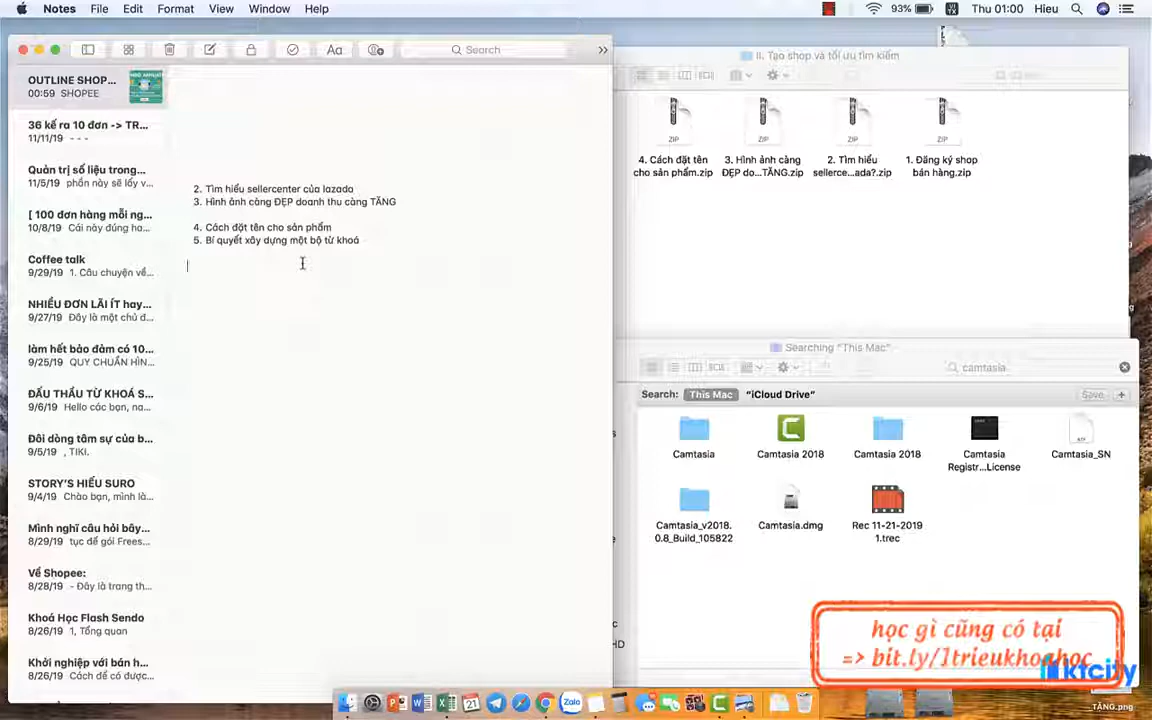 Notes File Edit Format View Window Help
93% Thu 01:00 Hieu
Aa
Search
OUTLINE SHOP...
00:59 SHOPEE
36 kế ra 10 đơn -> TR...
11/11/19 - - -
Quản trị số liệu trong...
11/5/19 phần này sẽ lấy v...
[ 100 đơn hàng mỗi ng...
10/8/19 Cái này đúng ha...
Coffee talk
9/29/19 1. Câu chuyện về...
NHIỀU ĐƠN LÃI ÍT hay...
9/27/19 Đây là một chủ đ...
làm hết bảo đảm có 10...
9/25/19 QUY CHUẨN HÌN...
ĐẤU THẦU TỪ KHOÁ S...
9/6/19 Hello các bạn, na...
Đôi dòng tâm sự của b...
9/5/19 , TIKI.
STORY'S HIẾU SURO
9/4/19 Chào bạn, mình là...
Mình nghĩ câu hỏi bây...
8/29/19 tục để gói Frees...
Về Shopee:
8/28/19 - Đây là trang th...
Khoá Học Flash Sendo
8/26/19 1, Tổng quan
Khởi nghiệp với bán h...
8/26/19 Cách để có được...
2. Tìm hiểu sellercenter của lazada
3. Hình ảnh càng ĐẸP doanh thu càng TĂNG
4. Cách đặt tên cho sản phẩm
5. Bí quyết xây dựng một bộ từ khoá
II. Tạo shop và tối ưu tìm kiếm
ZIP ZIP ZIP ZIP
4. Cách đặt tên cho sản phẩm.zip
3. Hình ảnh càng ĐẸP do...TĂNG.zip
2. Tìm hiểu sellerce...ada?.zip
1. Đăng ký shop bán hàng.zip
Searching "This Mac"
camtasia
Search: This Mac "iCloud Drive" Save +
Camtasia
Camtasia 2018
Camtasia 2018
Camtasia Registr...License
Camtasia_SN
Camtasia_v2018.0.8_Build_105822
Camtasia.dmg
Rec 11-21-2019 1.trec
học gì cũng có tại
=> bit.ly/1trieukhoahoc
ktcity
TĂNG.png
Zalo